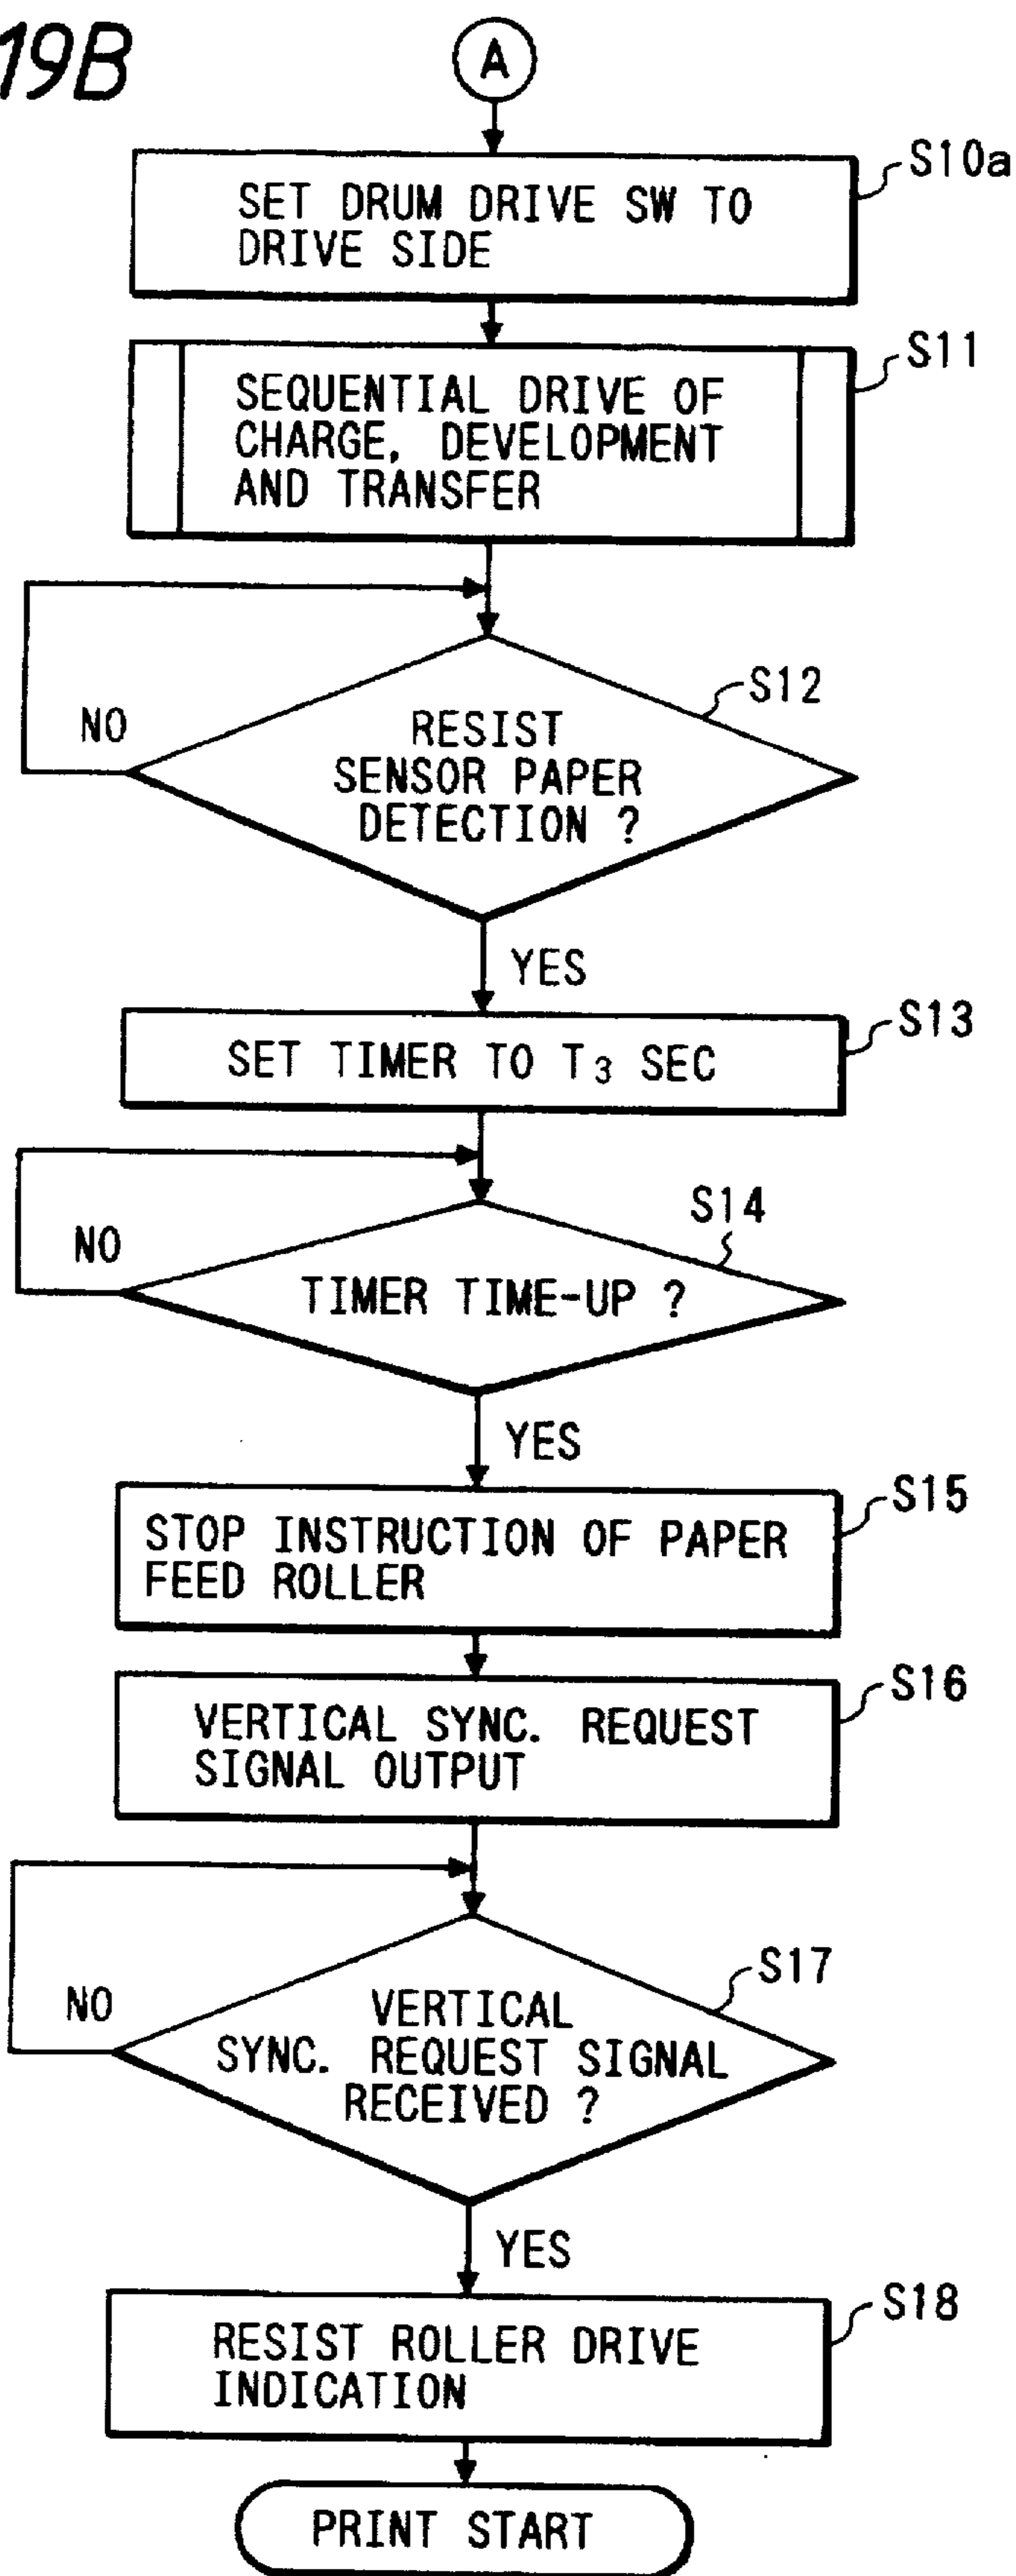 19B
A
S10a
SET DRUM DRIVE SW TO
DRIVE SIDE
S11
SEQUENTIAL DRIVE OF
CHARGE, DEVELOPMENT
AND TRANSFER
S12
NO
RESIST
SENSOR PAPER
DETECTION ?
YES
S13
SET TIMER TO T₃ SEC
S14
NO
TIMER TIME-UP ?
YES
S15
STOP INSTRUCTION OF PAPER
FEED ROLLER
S16
VERTICAL SYNC. REQUEST
SIGNAL OUTPUT
S17
NO
VERTICAL
SYNC. REQUEST SIGNAL
RECEIVED ?
YES
S18
RESIST ROLLER DRIVE
INDICATION
PRINT START